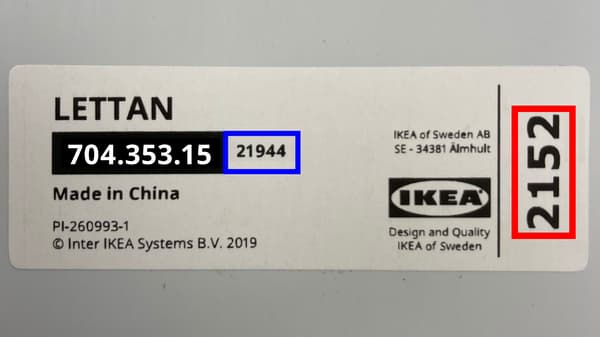 LETTAN
704.353.15 21944
Made in China
PI-260993-1
© Inter IKEA Systems B.V. 2019
IKEA of Sweden AB
SE - 34381 Älmhult
IKEA
Design and Quality
IKEA of Sweden
2152